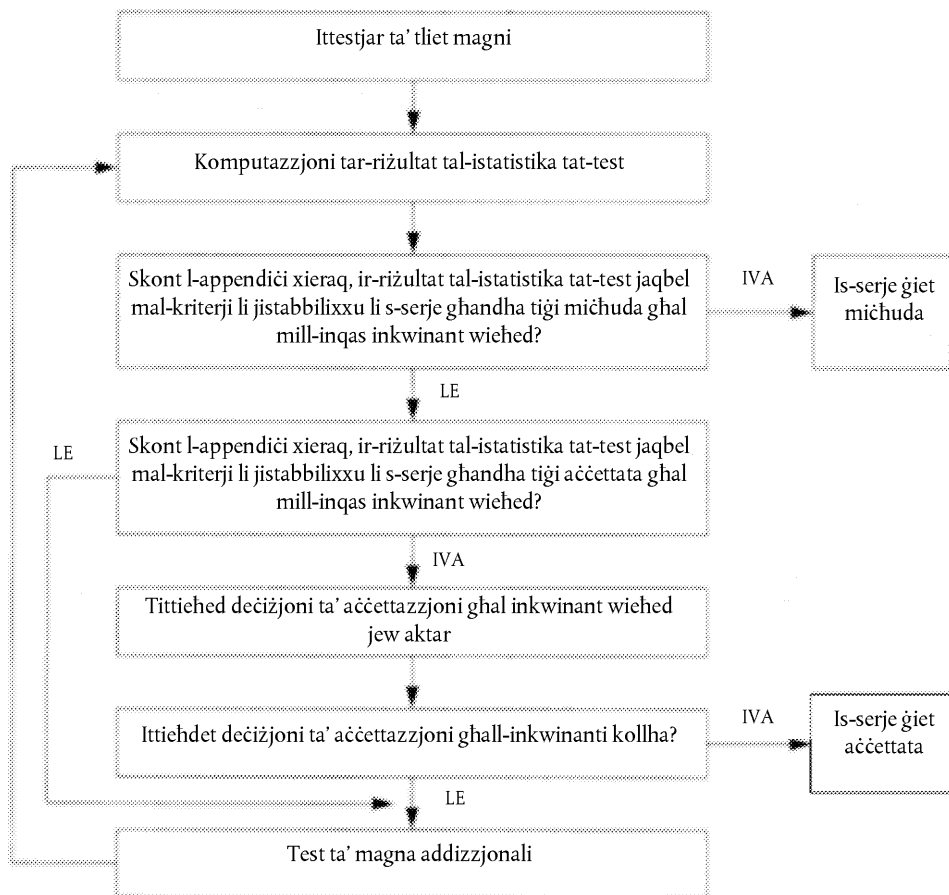 Ittestjar ta' tliet magni
Komputazzjoni tar-riżultat tal-istatistika tat-test
Skont l-appendiċi xieraq, ir-riżultat tal-istatistika tat-test jaqbel
mal-kriterji li jistabbilixxu li s-serje għandha tiġi miċħuda għal
mill-inqas inkwinant wieħed?
IVA
Is-serje ġiet
miċħuda
LE
LE
Skont l-appendiċi xieraq, ir-riżultat tal-istatistika tat-test jaqbel
mal-kriterji li jistabbilixxu li s-serje għandha tiġi aċċettata għal
mill-inqas inkwinant wieħed?
IVA
Tittieħed deċiżjoni ta' aċċettazzjoni għal inkwinant wieħed
jew aktar
Ittieħdet deċiżjoni ta' aċċettazzjoni għall-inkwinanti kollha?
IVA
Is-serje ġiet
aċċettata
LE
Test ta' magna addizzjonali